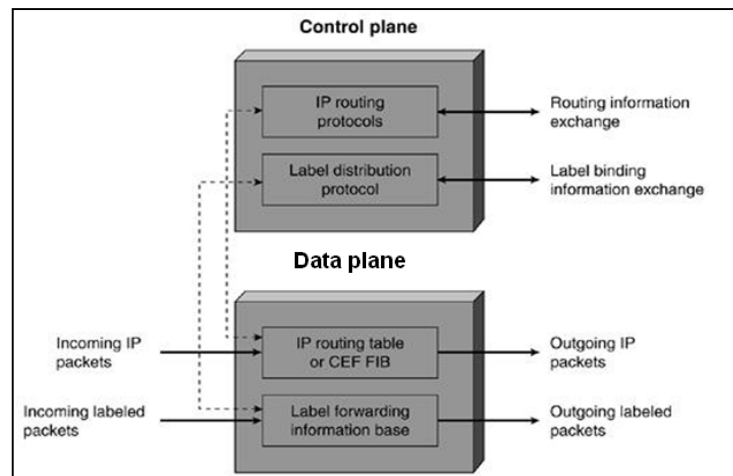 Control plane
IP routing
protocols
Routing information
exchange
Label distribution
protocol
Label binding
information exchange
Data plane
Incoming IP
packets
IP routing table
or CEF FIB
Outgoing IP
packets
Incoming labeled
packets
Label forwarding
information base
Outgoing labeled
packets